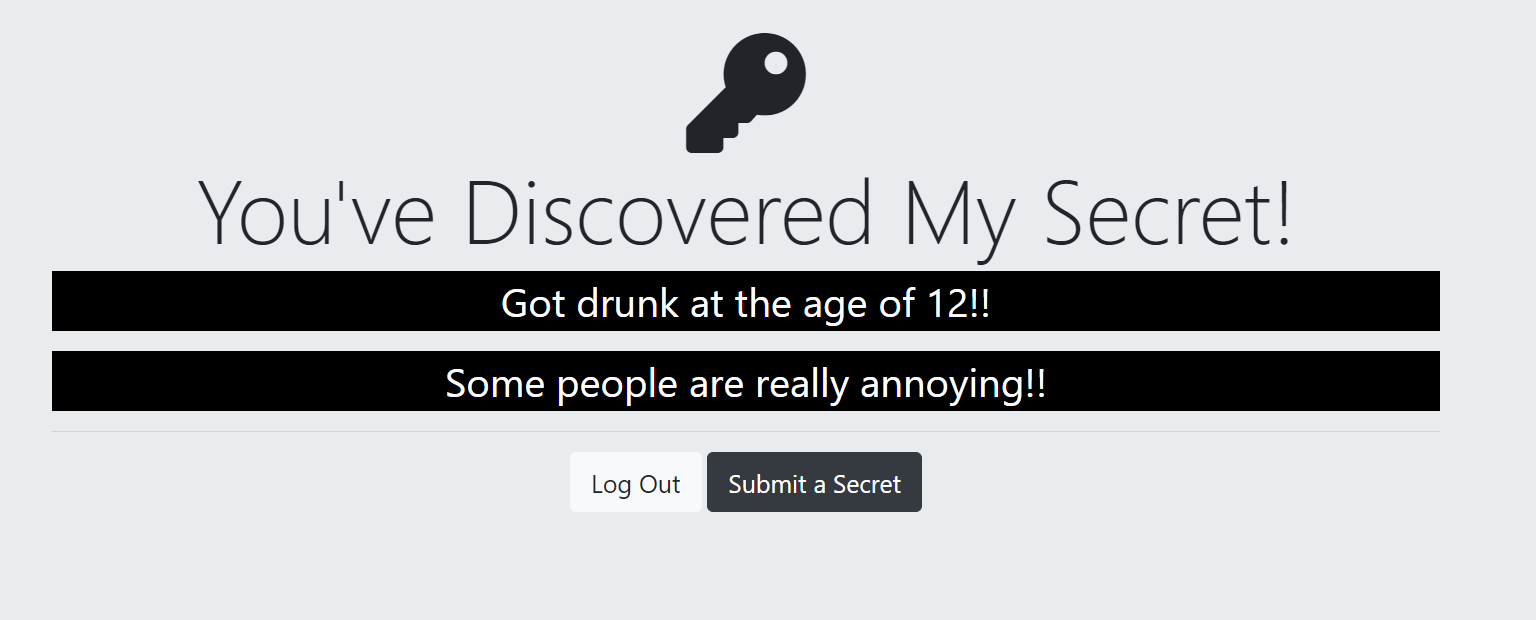 You've Discovered My Secret!
Got drunk at the age of 12!!
Some people are really annoying!!
Log Out Submit a Secret